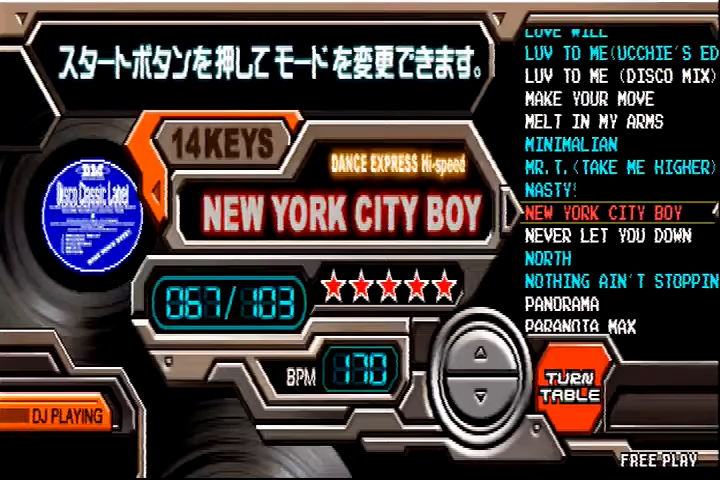 スタートボタンを押してモードを変更できます。
14KEYS
DANCE EXPRESS Hi-speed
NEW YORK CITY BOY
Disco Classic Label
067/103
BPM 170
DJ PLAYING
LOVE WILL
LUV TO ME(UCCHIE'S ED
LUV TO ME (DISCO MIX)
MAKE YOUR MOVE
MELT IN MY ARMS
MINIMALIAN
MR.T.(TAKE ME HIGHER)
NASTY!
NEW YORK CITY BOY
NEVER LET YOU DOWN
NORTH
NOTHING AIN'T STOPPIN
PANORAMA
PARANOIA MAX
TURN
TABLE
FREE PLAY